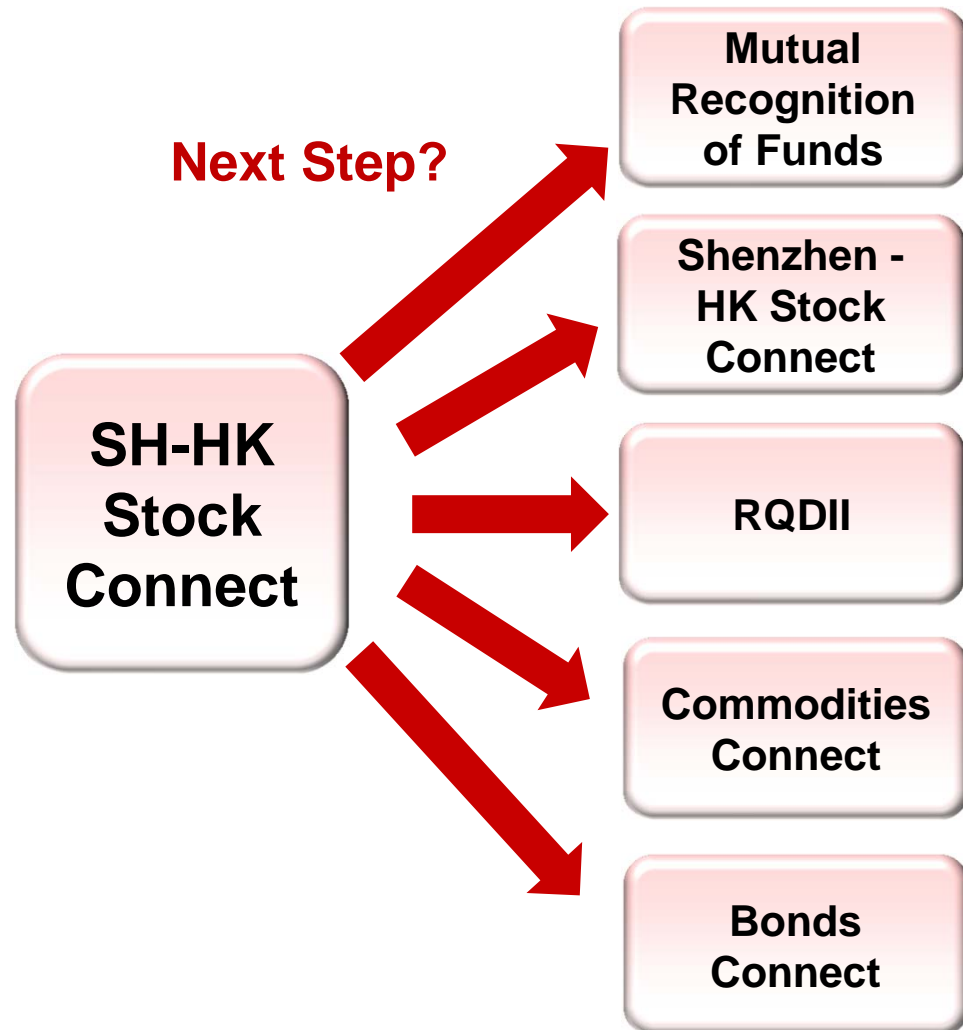 Next Step?
SH-HK
Stock
Connect
Mutual
Recognition
of Funds
Shenzhen -
HK Stock
Connect
RQDII
Commodities
Connect
Bonds
Connect